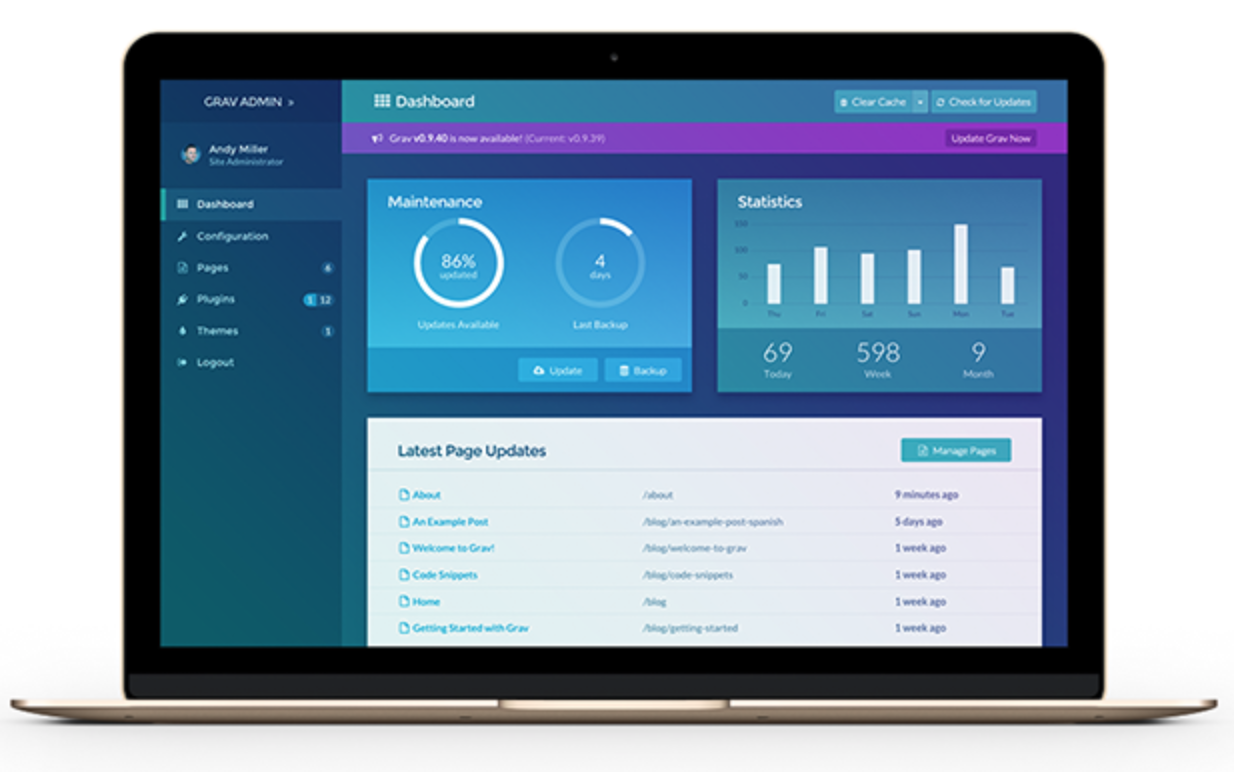 GRAV ADMIN »
Andy Miller
Site Administrator
Dashboard
Configuration
Pages 6
Plugins 1 12
Themes 1
Logout
Dashboard
Clear Cache
Check for Updates
Grav v0.9.40 is now available! (Current: v0.9.39)
Update Grav Now
Maintenance
86%
updated
Updates Available
4
days
Last Backup
Update
Backup
Statistics
150
100
50
0
Thu Fri Sat Sun Mon Tue
69 598 9
Today Week Month
Latest Page Updates
Manage Pages
About /about 9 minutes ago
An Example Post /blog/an-example-post-spanish 5 days ago
Welcome to Grav! /blog/welcome-to-grav 1 week ago
Code Snippets /blog/code-snippets 1 week ago
Home /blog 1 week ago
Getting Started with Grav /blog/getting-started 1 week ago